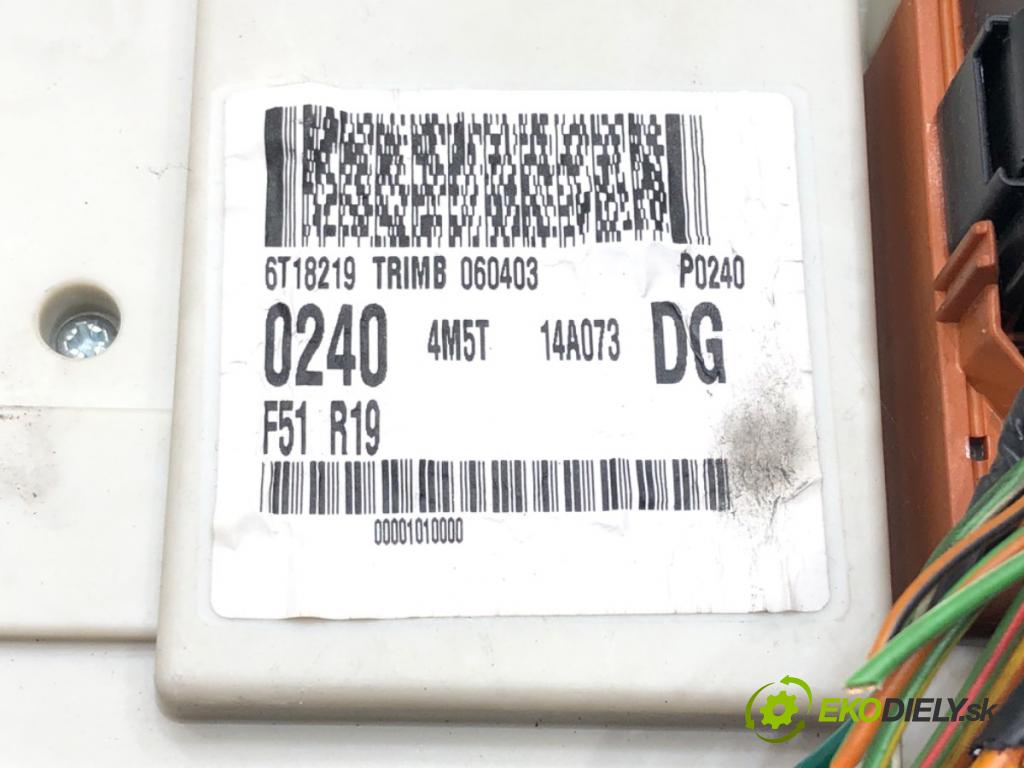 6T18219 TRIMB 060403 P0240
0240 4M5T 14A073 DG
F51 R19
00001010000
EKODIELY.sk